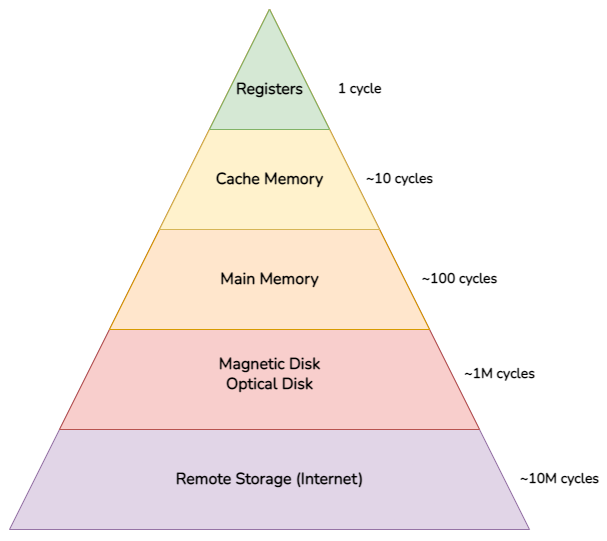 Registers
1 cycle
Cache Memory
~10 cycles
Main Memory
~100 cycles
Magnetic Disk
Optical Disk
~1M cycles
Remote Storage (Internet)
~10M cycles